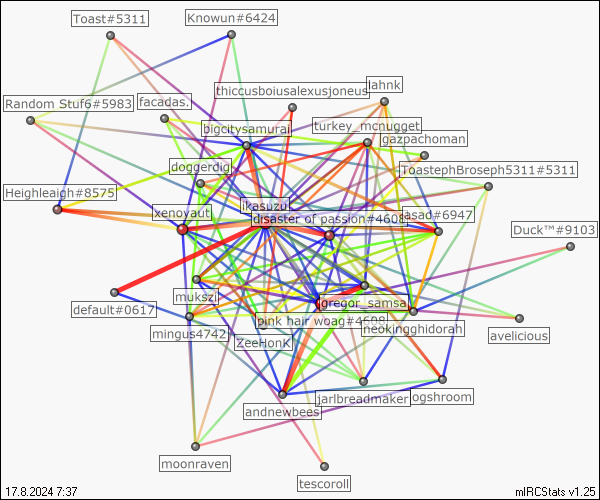 Toast#5311
Knowun#6424
thiccusboiusalexusjoneus
lahnk
Random Stuf6#5983
facadas.
bigcitysamurai
turkey_mcnugget
gazpachoman
doggerdig
ToastephBroseph5311#5311
Heighleaigh#8575
xenoyaut
ikasuzu
disaster of passion#4608
asad#6947
Duck™#9103
mukszi
default#0617
gregor_samsa
pink hair woag#4608
neokingghidorah
mingus4742
ZeeHonK
avelicious
andnewbees
jarlbreadmaker
ogshroom
moonraven
tescoroll
17.8.2024 7:37
mIRCStats v1.25